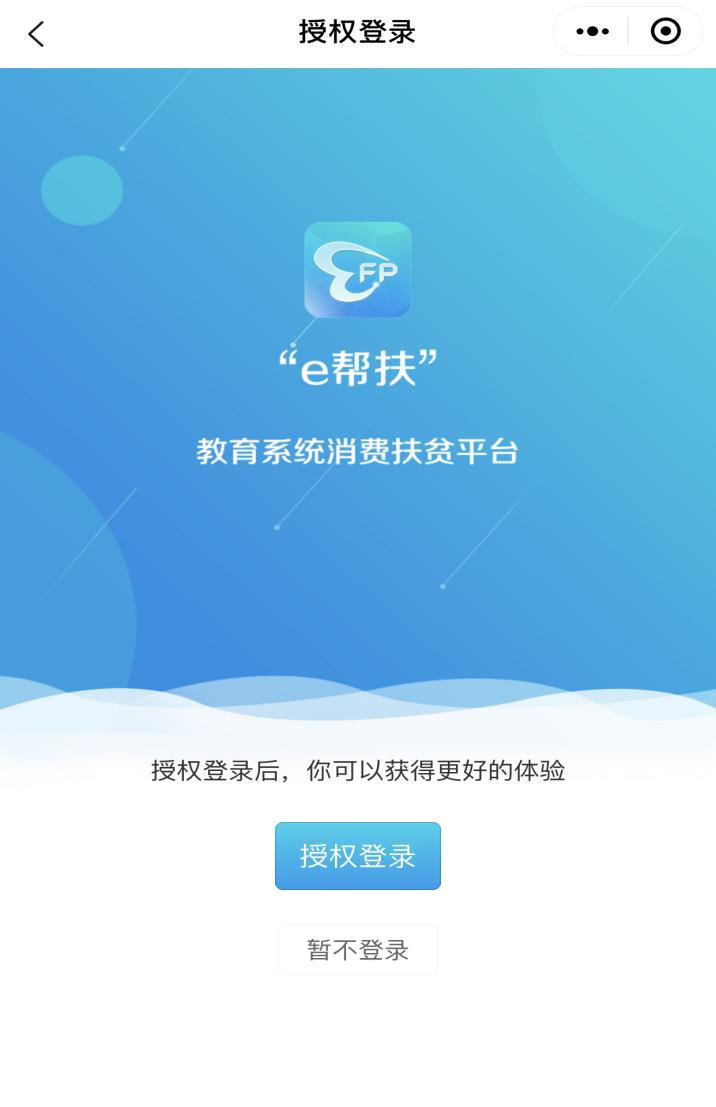 授权登录
FP
“e帮扶”
教育系统消费扶贫平台
授权登录后，你可以获得更好的体验
授权登录
暂不登录